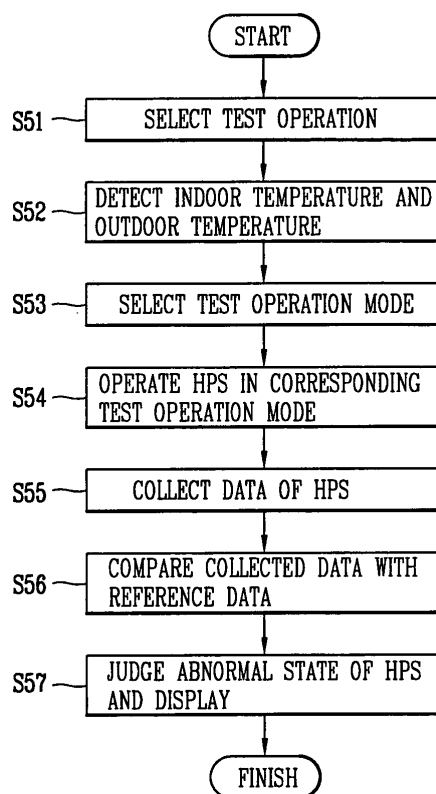 START
S51
SELECT TEST OPERATION
S52
DETECT INDOOR TEMPERATURE AND
OUTDOOR TEMPERATURE
S53
SELECT TEST OPERATION MODE
S54
OPERATE HPS IN CORRESPONDING
TEST OPERATION MODE
S55
COLLECT DATA OF HPS
S56
COMPARE COLLECTED DATA WITH
REFERENCE DATA
S57
JUDGE ABNORMAL STATE OF HPS
AND DISPLAY
FINISH